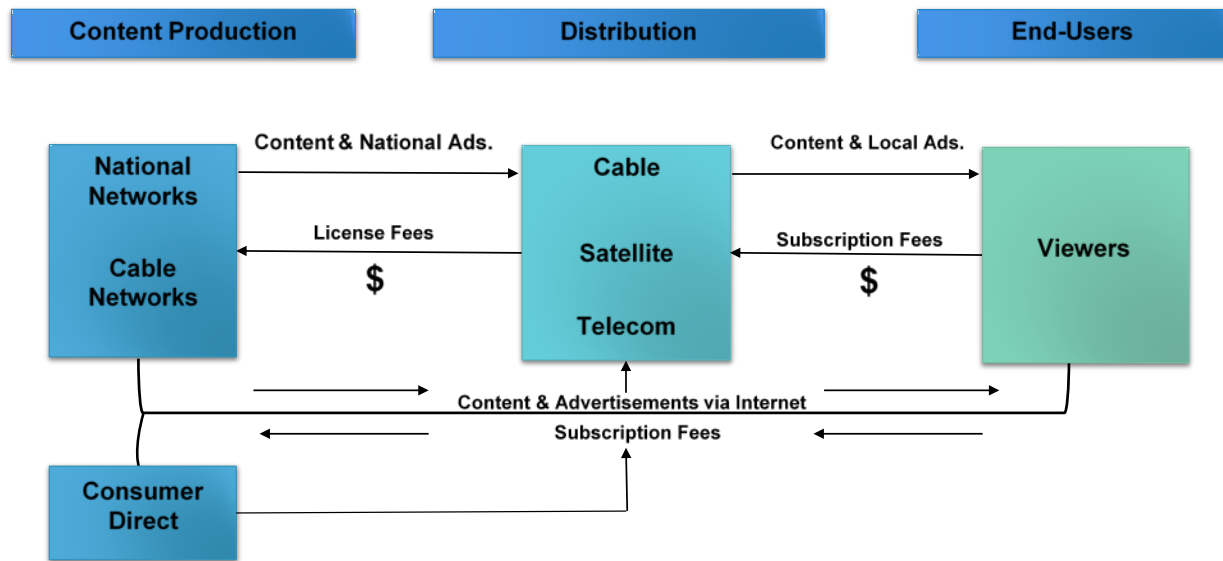 Content Production
Distribution
End-Users
Content & National Ads.
Content & Local Ads.
National
Networks
Cable
Networks
Cable
Satellite
Telecom
Viewers
License Fees
$
Subscription Fees
$
Content & Advertisements via Internet
Subscription Fees
Consumer
Direct